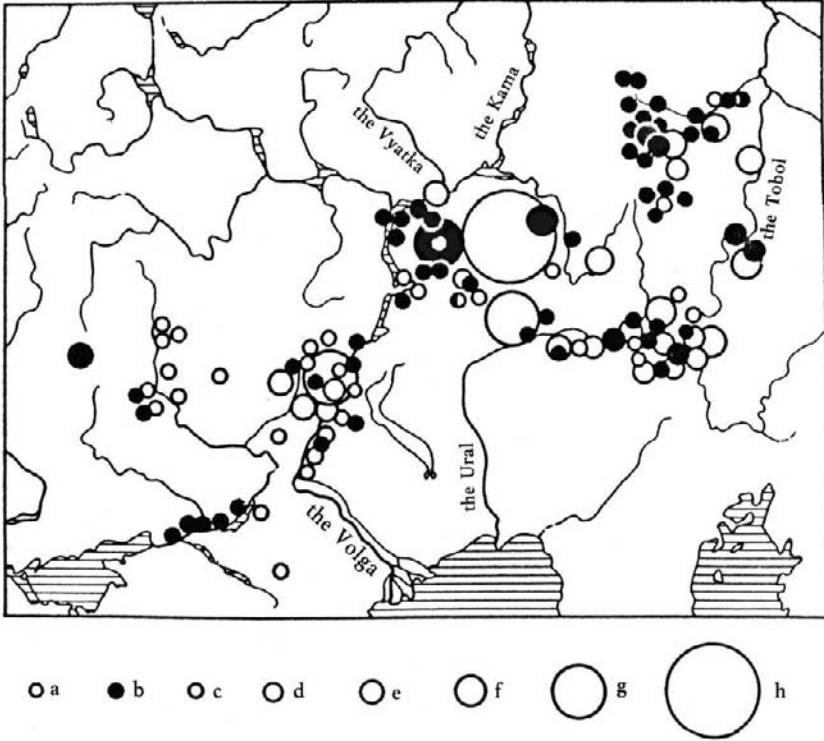 the Vyatka
the Kama
the Tobol
the Ural
the Volga
a b c d e f g h